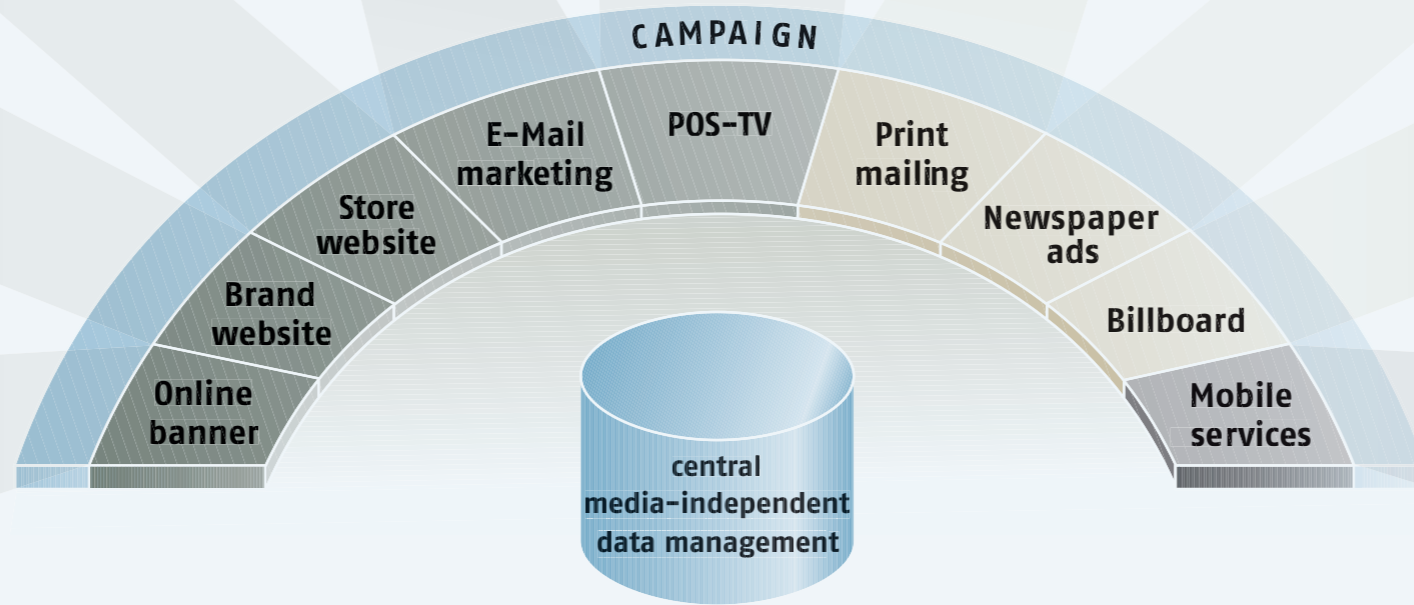 CAMPAIGN
Online
banner
Brand
website
Store
website
E-Mail
marketing
POS-TV
Print
mailing
Newspaper
ads
Billboard
Mobile
services
central
media-independent
data management